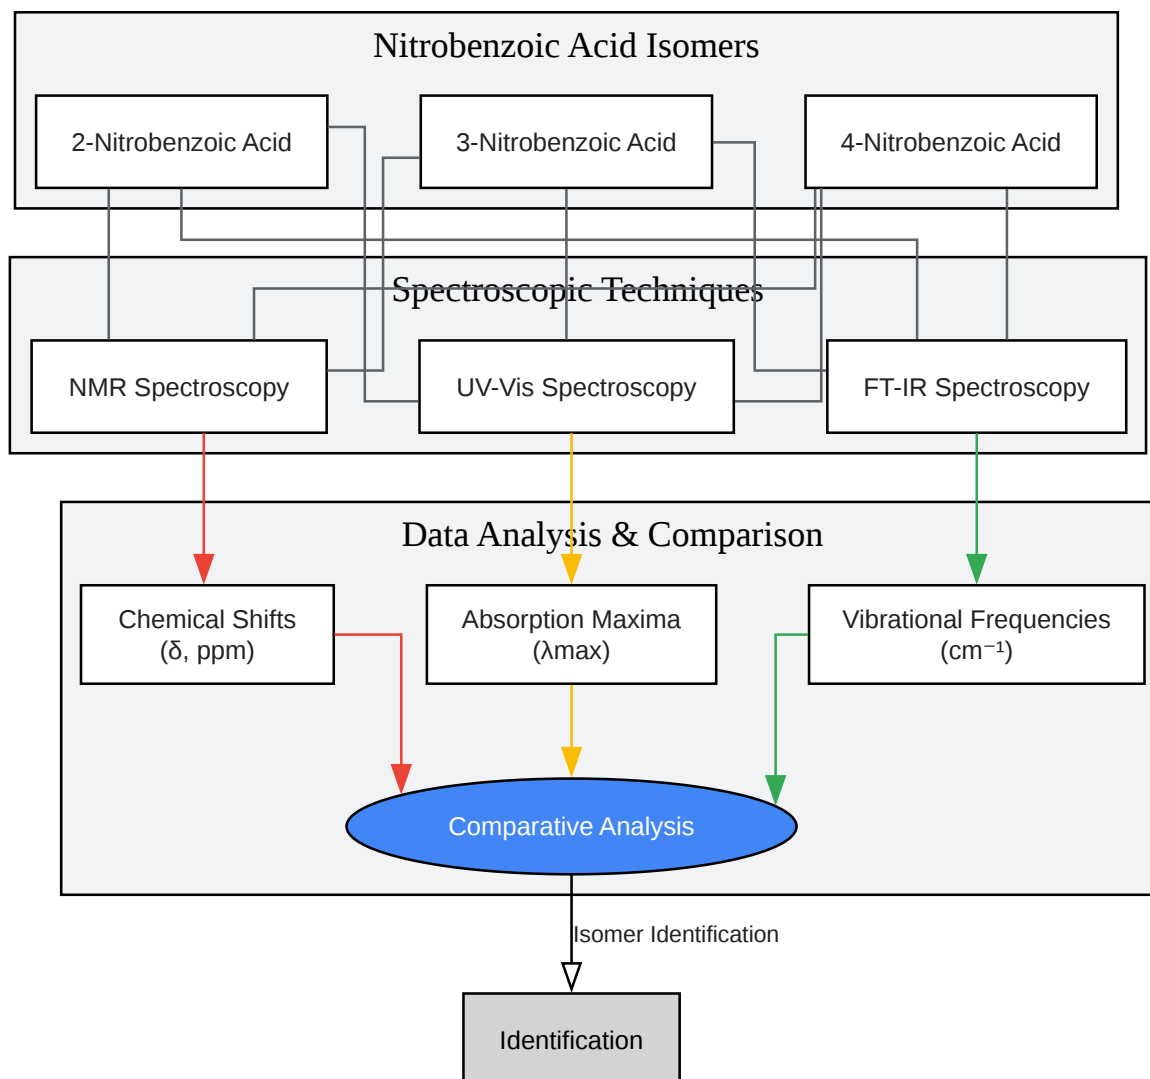 Nitrobenzoic Acid Isomers
2-Nitrobenzoic Acid
3-Nitrobenzoic Acid
4-Nitrobenzoic Acid
Spectroscopic Techniques
NMR Spectroscopy
UV-Vis Spectroscopy
FT-IR Spectroscopy
Data Analysis & Comparison
Chemical Shifts
(δ, ppm)
Absorption Maxima
(λmax)
Vibrational Frequencies
(cm⁻¹)
Comparative Analysis
Isomer Identification
Identification